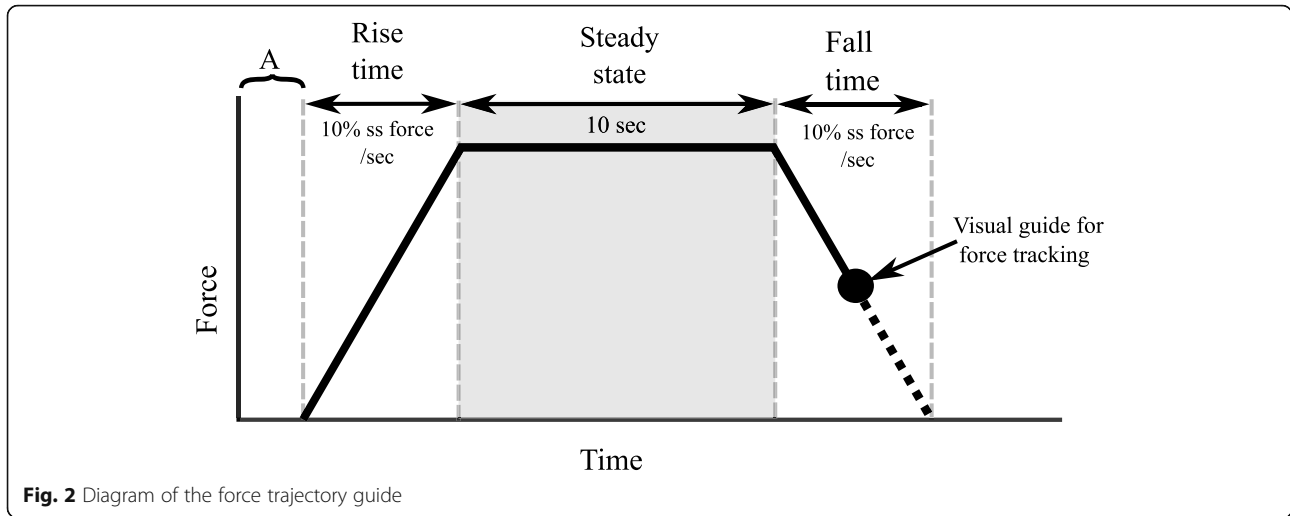 A
Rise
time
Steady
state
Fall
time
10% ss force
/sec
10 sec
10% ss force
/sec
Visual guide for
force tracking
Force
Time
Fig. 2 Diagram of the force trajectory guide